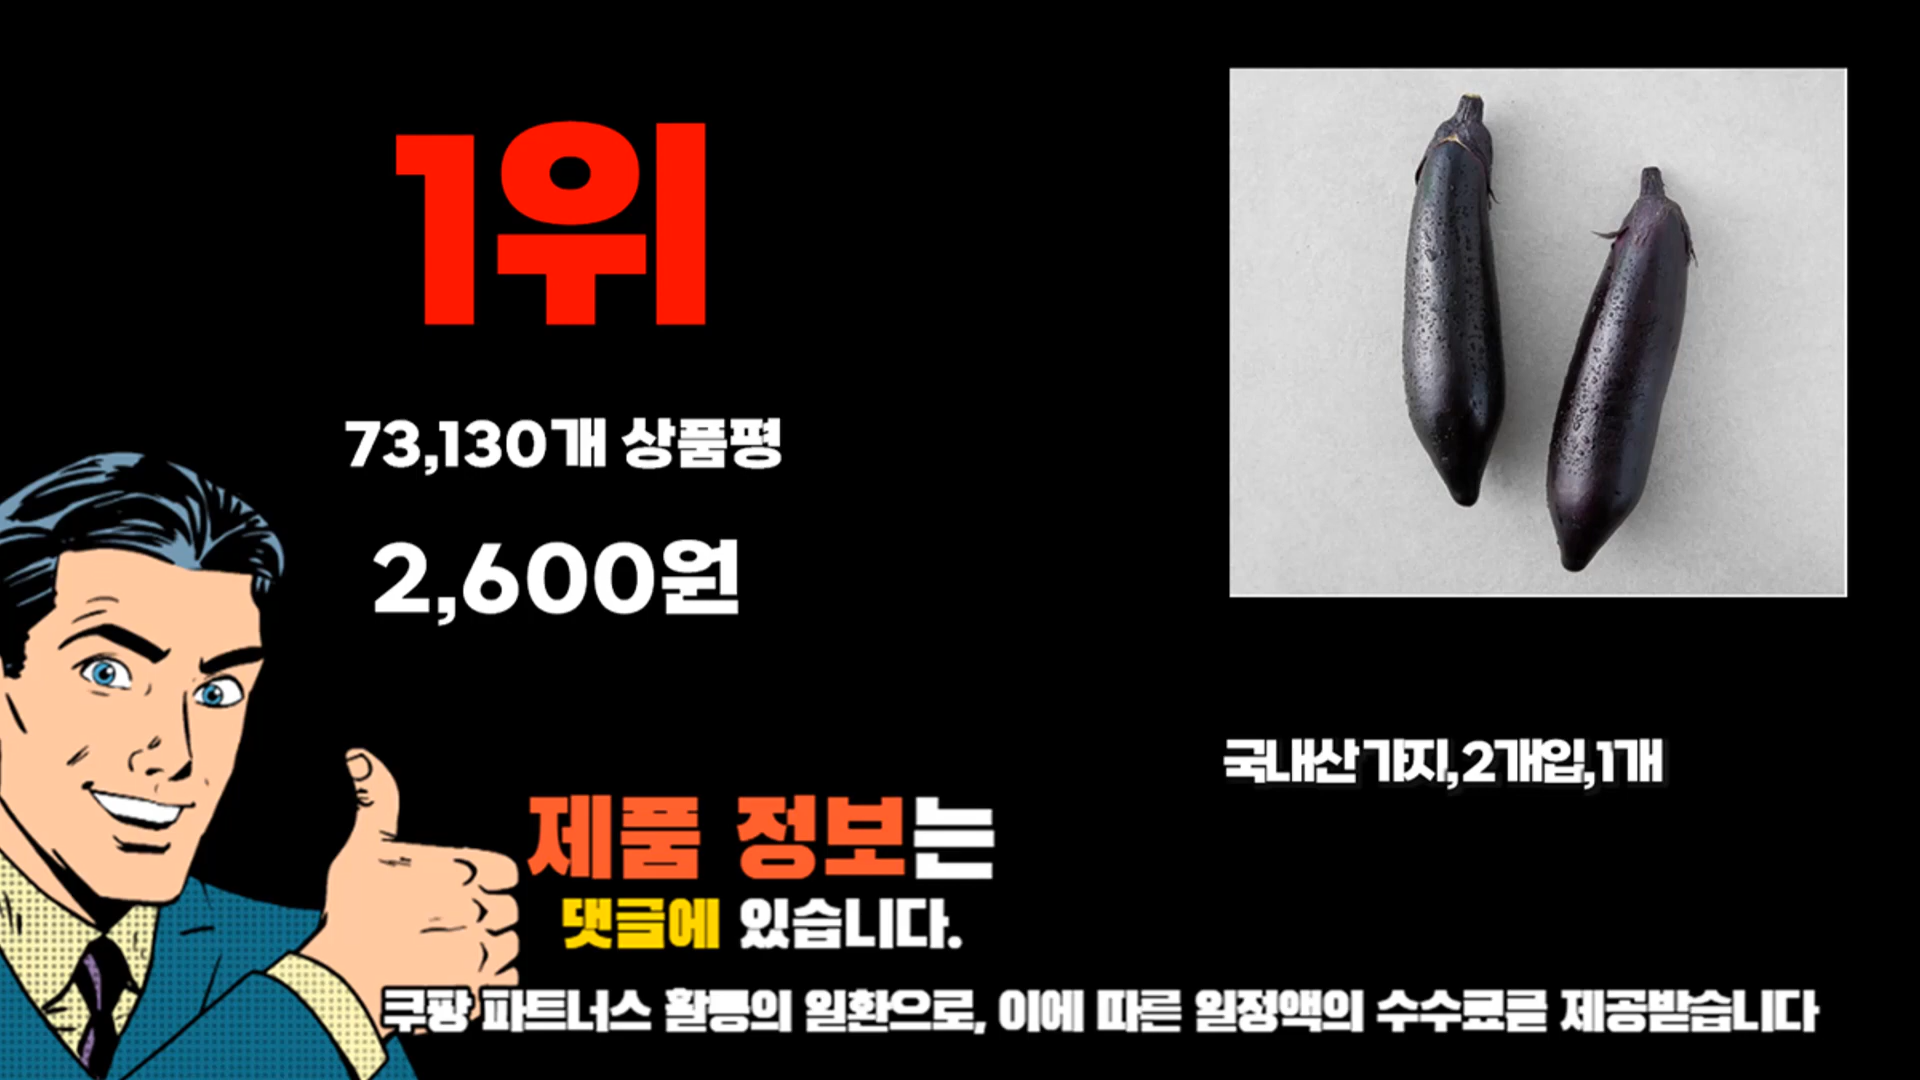 1위
73,130개 상품평
2,600원
국내산 가지, 2개입, 1개
제품 정보는
댓글에 있습니다.
쿠팡 파트너스 활동의 일환으로, 이에 따른 일정액의 수수료를 제공받습니다